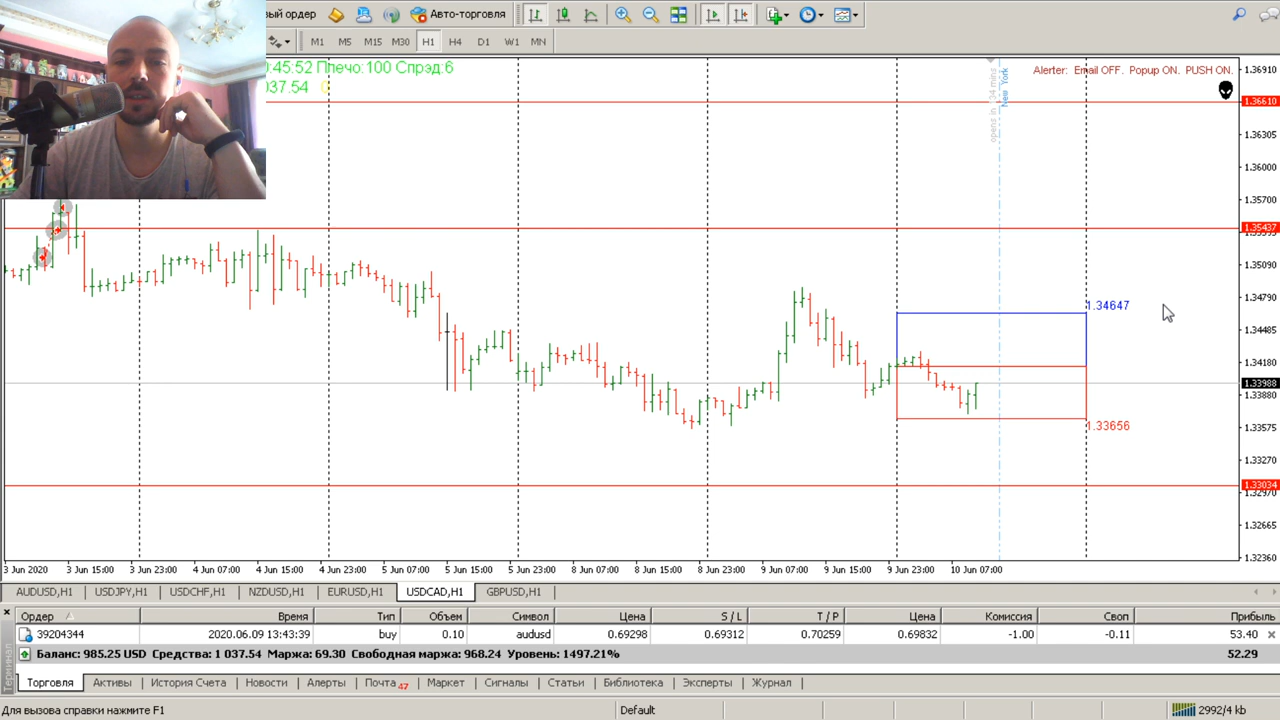 вый ордер Авто-торговля
M1 M5 M15 M30 H1 H4 D1 W1 MN
0:45:52 Плечо:100 Спрэд:6
037.54 0
Alerter: Email OFF. Popup ON. PUSH ON.
opens in 34 mins
New York
1.36910
1.36610
1.36305
1.36000
1.35700
1.35437
1.35090
1.34790
1.34485
1.34180
1.33988
1.33880
1.33575
1.33270
1.33034
1.32970
1.32665
1.32360
1.34647
1.33656
3 Jun 2020 3 Jun 15:00 3 Jun 23:00 4 Jun 07:00 4 Jun 15:00 4 Jun 23:00 5 Jun 07:00 5 Jun 15:00 5 Jun 23:00 8 Jun 07:00 8 Jun 15:00 8 Jun 23:00 9 Jun 07:00 9 Jun 15:00 9 Jun 23:00 10 Jun 07:00
AUDUSD,H1 USDJPY,H1 USDCHF,H1 NZDUSD,H1 EURUSD,H1 USDCAD,H1 GBPUSD,H1
Ордер Время Тип Объем Символ Цена S / L T / P Цена Комиссия Своп Прибыль
39204344 2020.06.09 13:43:39 buy 0.10 audusd 0.69298 0.69312 0.70259 0.69832 -1.00 -0.11 53.40
Баланс: 985.25 USD Средства: 1 037.54 Маржа: 69.30 Свободная маржа: 968.24 Уровень: 1497.21% 52.29
Терминал
Торговля Активы История Счета Новости Алерты Почта 47 Маркет Сигналы Статьи Библиотека Эксперты Журнал
Для вызова справки нажмите F1 Default 2992/4 kb